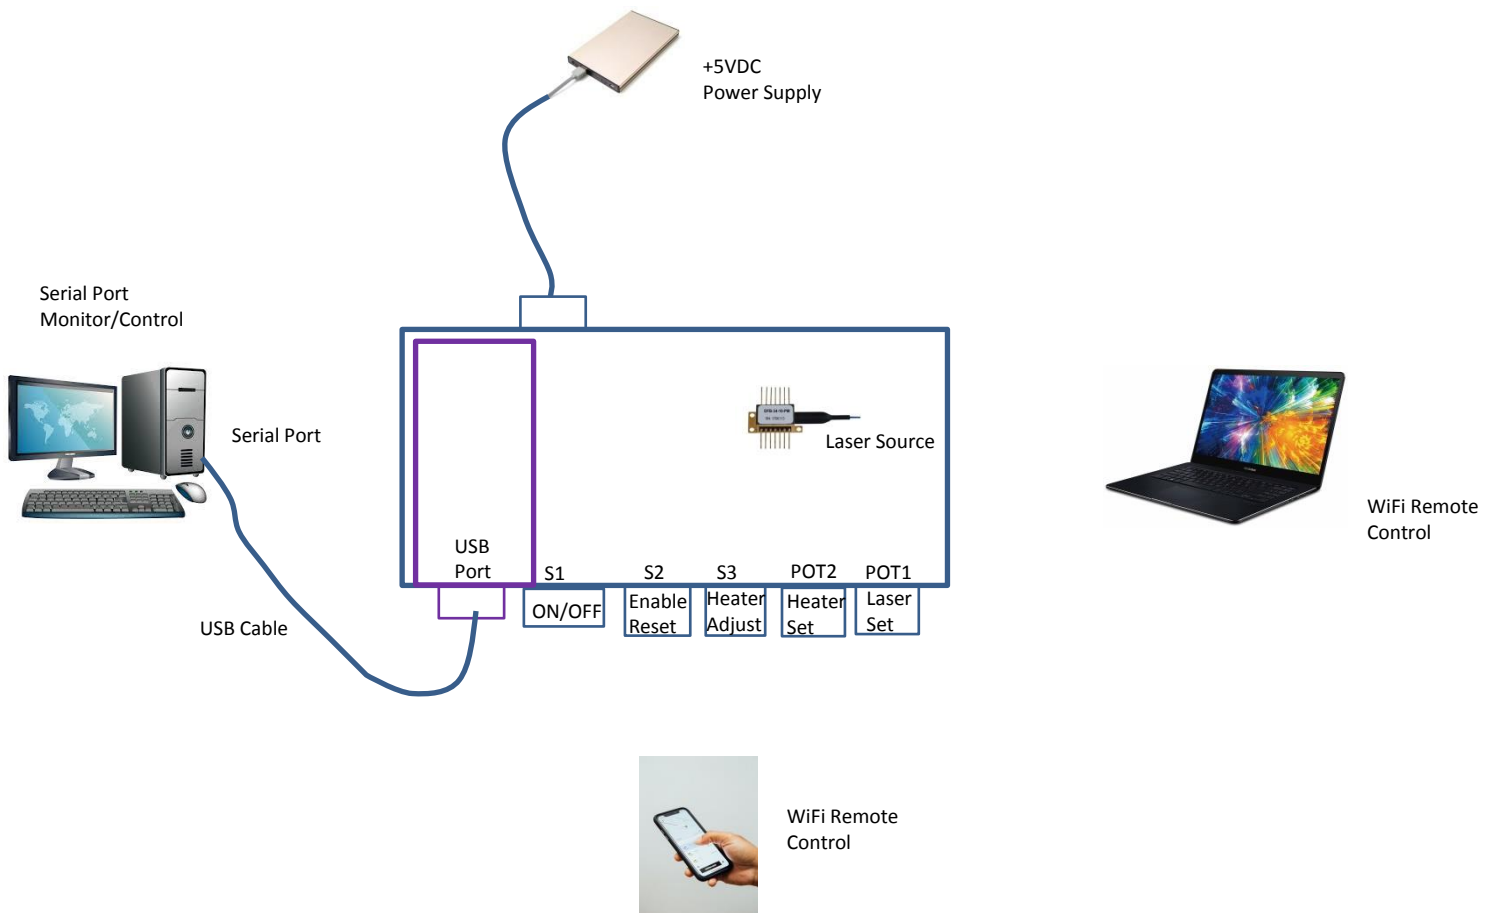 +5VDC
Power Supply
Serial Port
Monitor/Control
Serial Port
USB Cable
Laser Source
WiFi Remote
Control
USB
Port
S1
S2
S3
POT2
POT1
ON/OFF
Enable
Reset
Heater
Adjust
Heater
Set
Laser
Set
WiFi Remote
Control